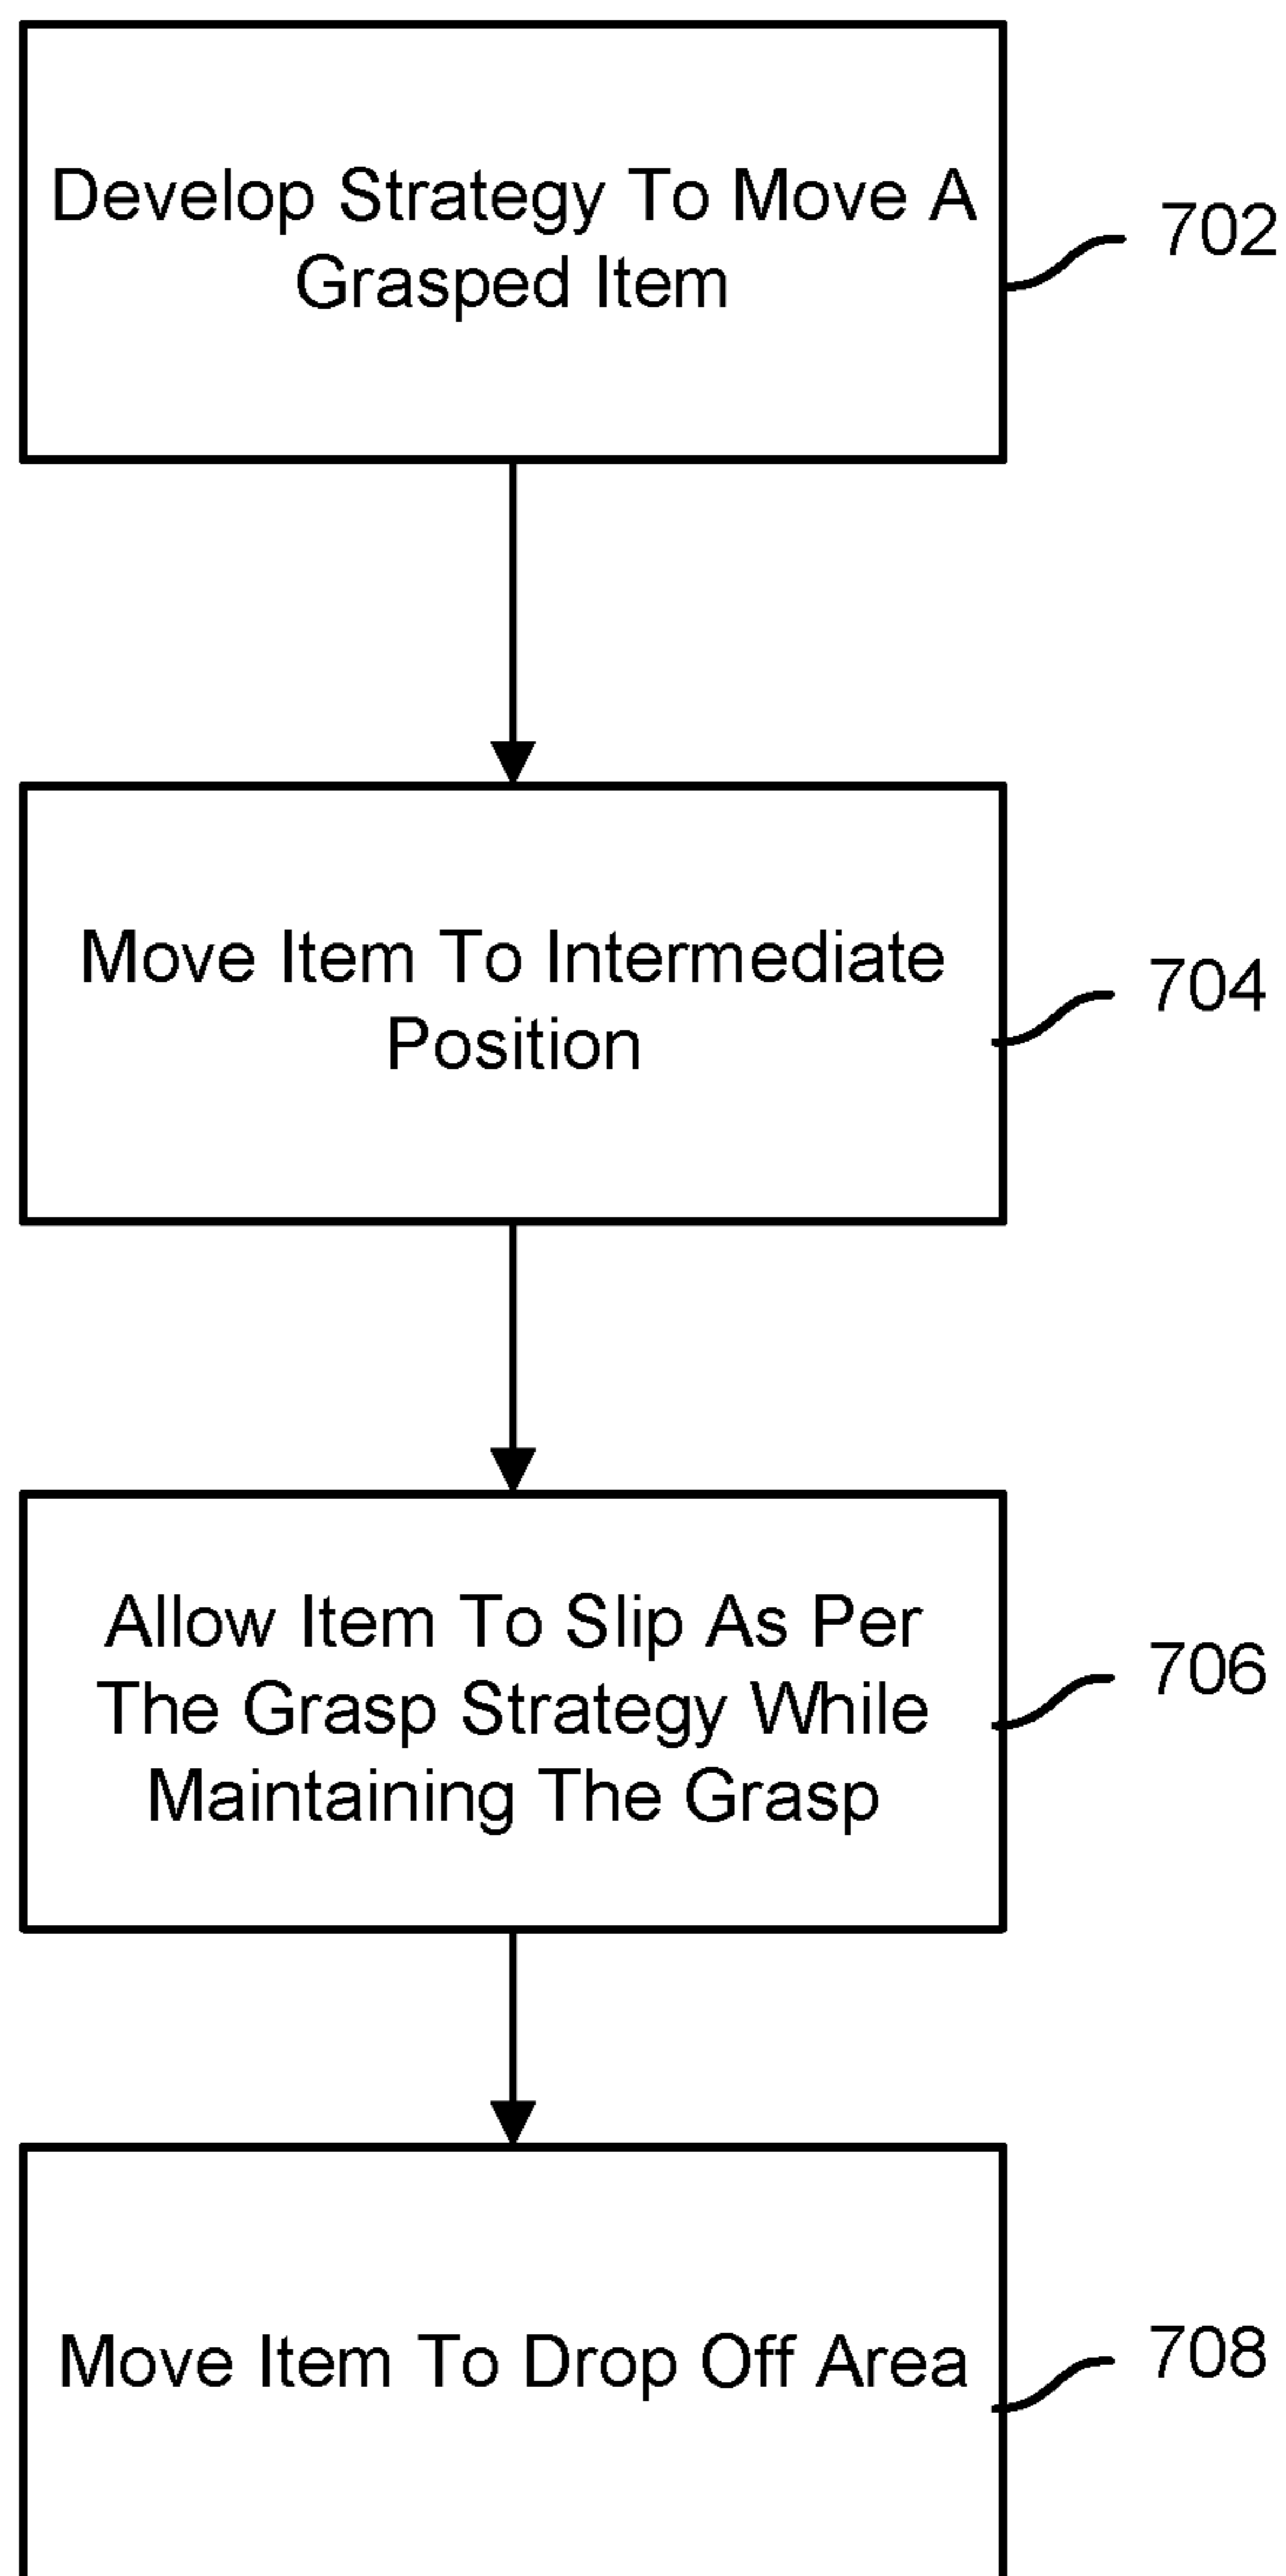 Develop Strategy To Move A
Grasped Item
702
Move Item To Intermediate
Position
704
Allow Item To Slip As Per
The Grasp Strategy While
Maintaining The Grasp
706
Move Item To Drop Off Area
708